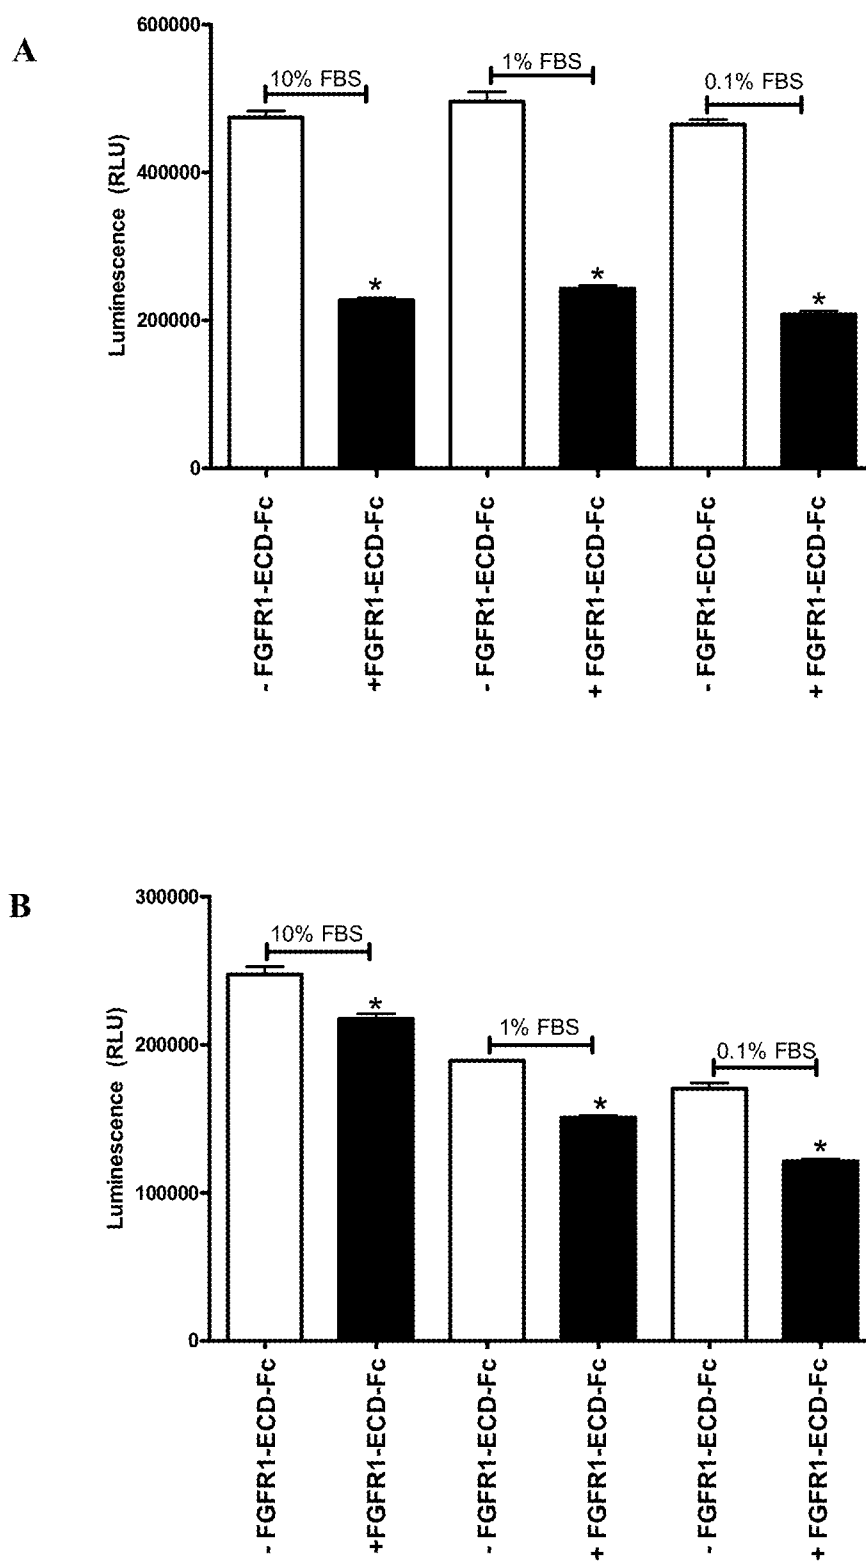 A
600000
400000
200000
0
Luminescence (RLU)
10% FBS
1% FBS
0.1% FBS
*
*
*
- FGFR1-ECD-Fc
+FGFR1-ECD-Fc
- FGFR1-ECD-Fc
+ FGFR1-ECD-Fc
- FGFR1-ECD-Fc
+ FGFR1-ECD-Fc
B
300000
200000
100000
0
Luminescence (RLU)
10% FBS
1% FBS
0.1% FBS
*
*
*
- FGFR1-ECD-Fc
+FGFR1-ECD-Fc
- FGFR1-ECD-Fc
+ FGFR1-ECD-Fc
- FGFR1-ECD-Fc
+ FGFR1-ECD-Fc